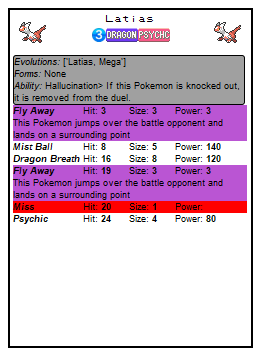 Latias
3 DRAGON PSYCHC
Evolutions: ['Latias, Mega']
Forms: None
Ability: Hallucination> If this Pokemon is knocked out,
it is removed from the duel.
Fly Away Hit: 3 Size: 3 Power: 3
This Pokemon jumps over the battle opponent and
lands on a surrounding point
Mist Ball Hit: 8 Size: 5 Power: 140
Dragon Breath Hit: 16 Size: 8 Power: 120
Fly Away Hit: 19 Size: 3 Power: 3
This Pokemon jumps over the battle opponent and
lands on a surrounding point
Miss Hit: 20 Size: 1 Power:
Psychic Hit: 24 Size: 4 Power: 80